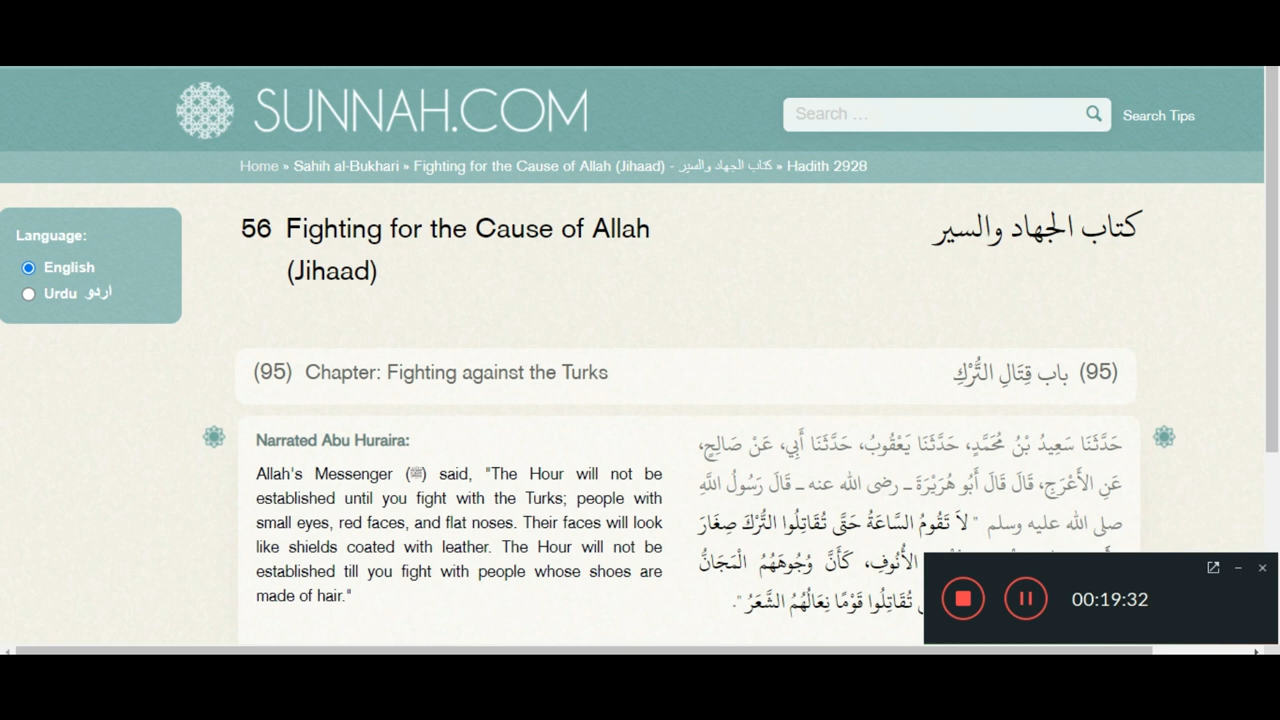 SUNNAH.COM
Search ...
Search Tips
Home » Sahih al-Bukhari » Fighting for the Cause of Allah (Jihaad) - كتاب الجهاد والسير » Hadith 2928
Language:
English
Urdu اردو
56 Fighting for the Cause of Allah
(Jihaad)
كتاب الجهاد والسير
(95) Chapter: Fighting against the Turks
(95) باب قِتَالِ التُّرْكِ
Narrated Abu Huraira:
Allah's Messenger (ﷺ) said, "The Hour will not be
established until you fight with the Turks; people with
small eyes, red faces, and flat noses. Their faces will look
like shields coated with leather. The Hour will not be
established till you fight with people whose shoes are
made of hair."
حَدَّثَنَا سَعِيدُ بْنُ مُحَمَّدٍ، حَدَّثَنَا يَعْقُوبُ، حَدَّثَنَا أَبِي، عَنْ صَالِحٍ،
عَنِ الأَعْرَجِ، قَالَ قَالَ أَبُو هُرَيْرَةَ ـ رضى الله عنه ـ قَالَ رَسُولُ اللَّهِ
صلى الله عليه وسلم " لاَ تَقُومُ السَّاعَةُ حَتَّى تُقَاتِلُوا التُّرْكَ صِغَارَ
الأُنُوفِ، كَأَنَّ وُجُوهَهُمُ الْمَجَانُّ
تُقَاتِلُوا قَوْمًا نِعَالُهُمُ الشَّعَرُ ".
00:19:32